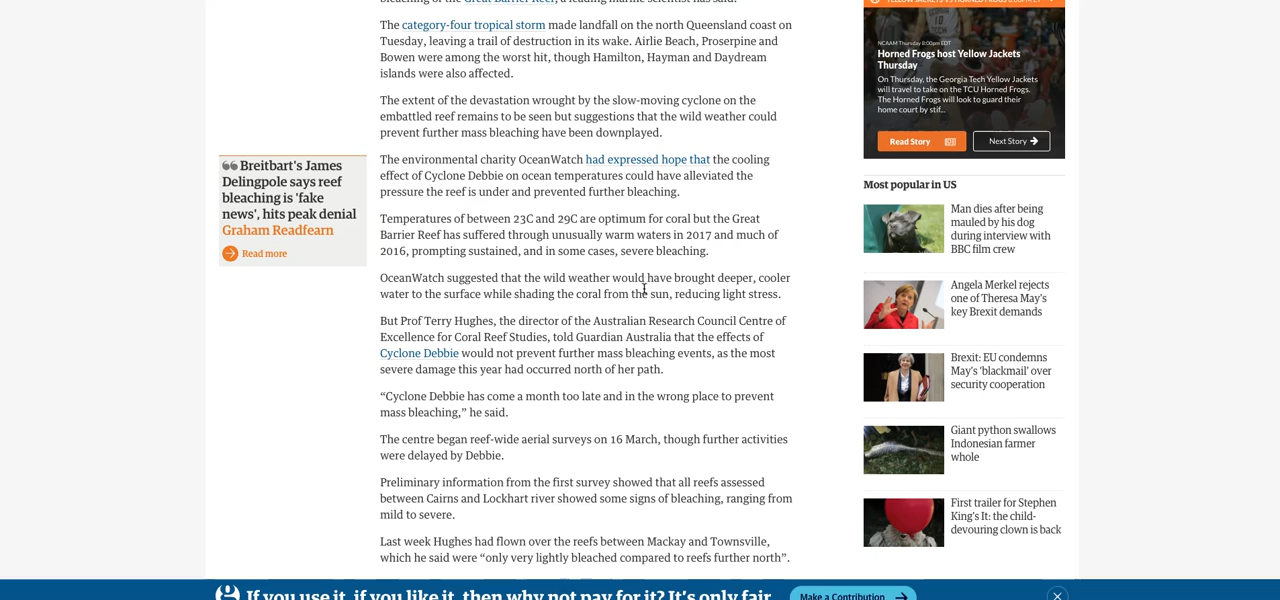 bleaching of the Great Barrier Reef, a leading marine scientist has said.
The category-four tropical storm made landfall on the north Queensland coast on
Tuesday, leaving a trail of destruction in its wake. Airlie Beach, Proserpine and
Bowen were among the worst hit, though Hamilton, Hayman and Daydream
islands were also affected.
The extent of the devastation wrought by the slow-moving cyclone on the
embattled reef remains to be seen but suggestions that the wild weather could
prevent further mass bleaching have been downplayed.
The environmental charity OceanWatch had expressed hope that the cooling
effect of Cyclone Debbie on ocean temperatures could have alleviated the
pressure the reef is under and prevented further bleaching.
Temperatures of between 23C and 29C are optimum for coral but the Great
Barrier Reef has suffered through unusually warm waters in 2017 and much of
2016, prompting sustained, and in some cases, severe bleaching.
OceanWatch suggested that the wild weather would have brought deeper, cooler
water to the surface while shading the coral from the sun, reducing light stress.
But Prof Terry Hughes, the director of the Australian Research Council Centre of
Excellence for Coral Reef Studies, told Guardian Australia that the effects of
Cyclone Debbie would not prevent further mass bleaching events, as the most
severe damage this year had occurred north of her path.
“Cyclone Debbie has come a month too late and in the wrong place to prevent
mass bleaching,” he said.
The centre began reef-wide aerial surveys on 16 March, though further activities
were delayed by Debbie.
Preliminary information from the first survey showed that all reefs assessed
between Cairns and Lockhart river showed some signs of bleaching, ranging from
mild to severe.
Last week Hughes had flown over the reefs between Mackay and Townsville,
which he said were “only very lightly bleached compared to reefs further north”.
Breitbart's James
Delingpole says reef
bleaching is 'fake
news', hits peak denial
Graham Readfearn
Read more
YELLOW JACKETS VS HORNED FROGS 8:00PM ET
NCAAM Thursday 8:00pm EDT
Horned Frogs host Yellow Jackets
Thursday
On Thursday, the Georgia Tech Yellow Jackets
will travel to take on the TCU Horned Frogs.
The Horned Frogs will look to guard their
home court by stif...
Read Story
Next Story
Most popular in US
Man dies after being
mauled by his dog
during interview with
BBC film crew
Angela Merkel rejects
one of Theresa May's
key Brexit demands
Brexit: EU condemns
May's 'blackmail' over
security cooperation
Giant python swallows
Indonesian farmer
whole
First trailer for Stephen
King's It: the child-
devouring clown is back
If you use it, if you like it, then why not pay for it? It's only fair.
Make a Contribution